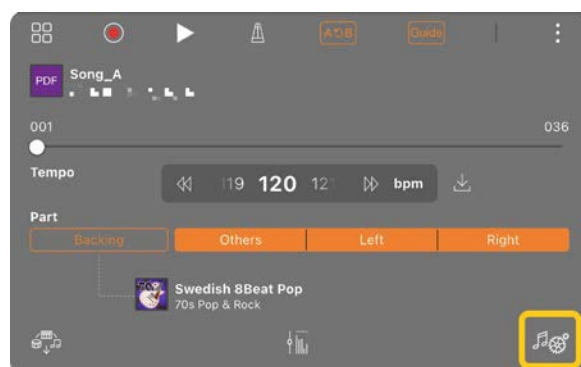 A B Guide
PDF Song_A
001 036
Tempo 119 120 bpm
Part
Backing Others Left Right
Swedish 8Beat Pop
70s Pop & Rock